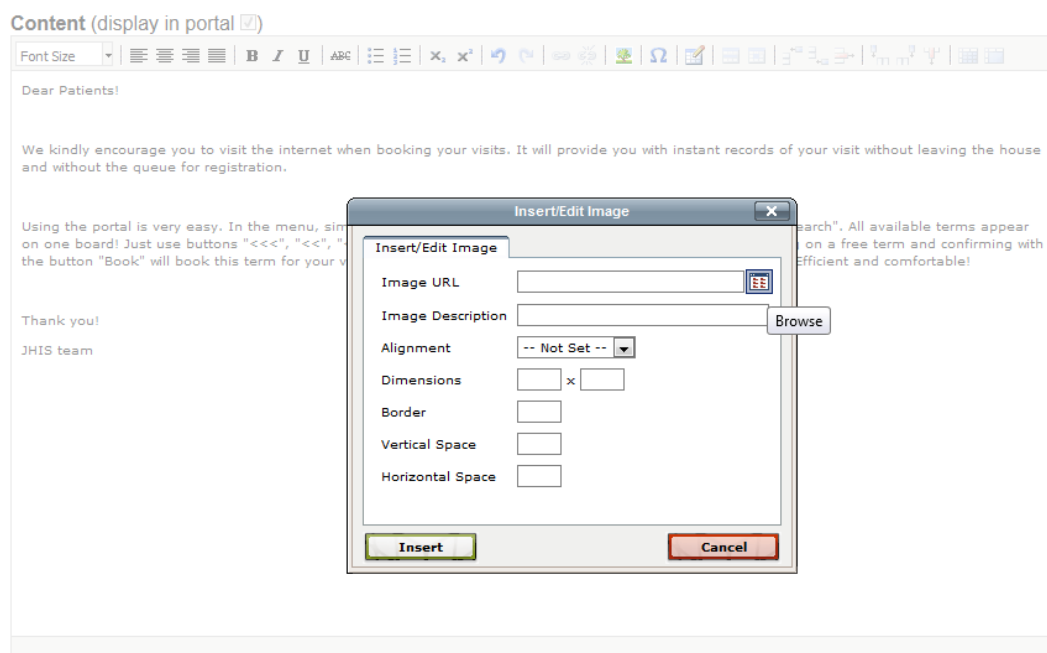 Content (display in portal )
Font Size B I U ABC x₂ x² Ω
Dear Patients!
We kindly encourage you to visit the internet when booking your visits. It will provide you with instant records of your visit without leaving the house
and without the queue for registration.
Using the portal is very easy. In the menu, earch". All available terms appear
on one board! Just use buttons "<<<", "<<", on a free term and confirming with
the button "Book" will book this term for your Efficient and comfortable!
Thank you!
JHIS team
Insert/Edit Image
Insert/Edit Image
Image URL
Browse
Image Description
Alignment -- Not Set --
Dimensions x
Border
Vertical Space
Horizontal Space
Insert Cancel